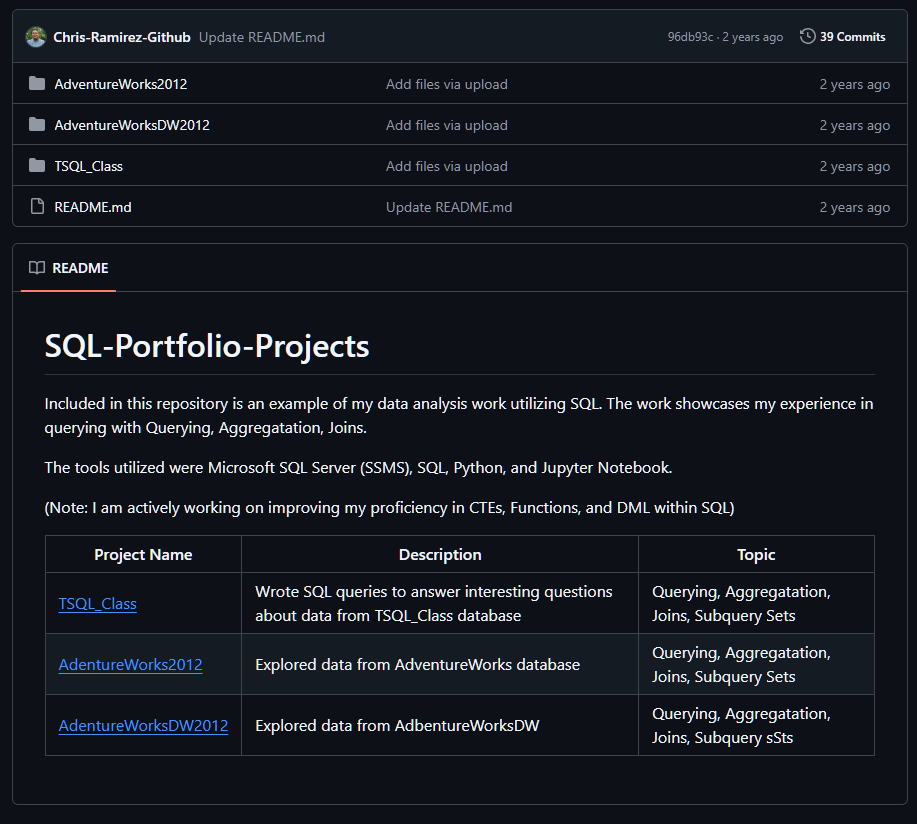 Chris-Ramirez-Github Update README.md 96db93c · 2 years ago 39 Commits
AdventureWorks2012 Add files via upload 2 years ago
AdventureWorksDW2012 Add files via upload 2 years ago
TSQL_Class Add files via upload 2 years ago
README.md Update README.md 2 years ago
README
SQL-Portfolio-Projects
Included in this repository is an example of my data analysis work utilizing SQL. The work showcases my experience in
querying with Querying, Aggregatation, Joins.
The tools utilized were Microsoft SQL Server (SSMS), SQL, Python, and Jupyter Notebook.
(Note: I am actively working on improving my proficiency in CTEs, Functions, and DML within SQL)
Project Name Description Topic
TSQL_Class Wrote SQL queries to answer interesting questions about data from TSQL_Class database Querying, Aggregatation, Joins, Subquery Sets
AdentureWorks2012 Explored data from AdventureWorks database Querying, Aggregatation, Joins, Subquery Sets
AdentureWorksDW2012 Explored data from AdbentureWorksDW Querying, Aggregatation, Joins, Subquery sSts